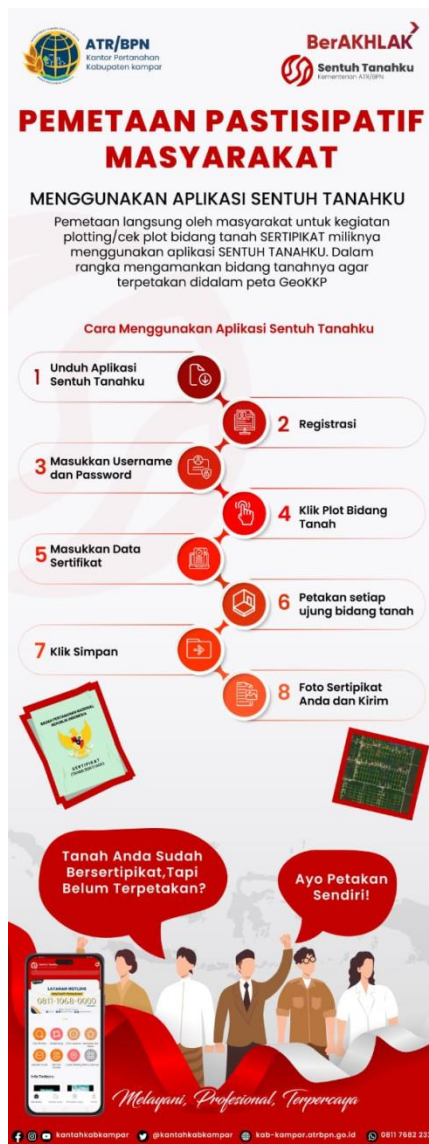 ATR/BPN
Kantor Pertanahan
Kabupaten kampar
BerAKHLAK
Sentuh Tanahku
Kementerian ATR/BPN
PEMETAAN PASTISIPATIF
MASYARAKAT
MENGGUNAKAN APLIKASI SENTUH TANAHKU
Pemetaan langsung oleh masyarakat untuk kegiatan
plotting/cek plot bidang tanah SERTIPIKAT miliknya
menggunakan aplikasi SENTUH TANAHKU. Dalam
rangka mengamankan bidang tanahnya agar
terpetakan didalam peta GeoKKP
Cara Menggunakan Aplikasi Sentuh Tanahku
1 Unduh Aplikasi
Sentuh Tanahku
2 Registrasi
3 Masukkan Username
dan Password
4 Klik Plot Bidang
Tanah
5 Masukkan Data
Sertifikat
6 Petakan setiap
ujung bidang tanah
7 Klik Simpan
8 Foto Sertipikat
Anda dan Kirim
BADAN PERTANAHAN NASIONAL
REPUBLIK INDONESIA
SERTIPIKAT
Tanah Anda Sudah
Bersertipikat,Tapi
Belum Terpetakan?
Ayo Petakan
Sendiri!
LAYANAN HOTLINE
0811-1068-0000
Melayani, Profesional, Terpercaya
kantahkabkampar
@kantahkabkampar
kab-kampar.atrbpn.go.id